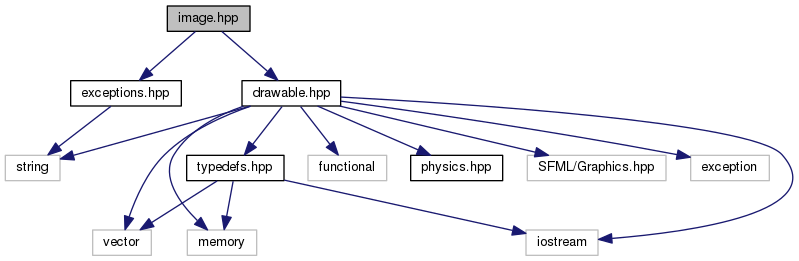 image.hpp
exceptions.hpp
drawable.hpp
string
typedefs.hpp
functional
physics.hpp
SFML/Graphics.hpp
exception
vector
memory
iostream